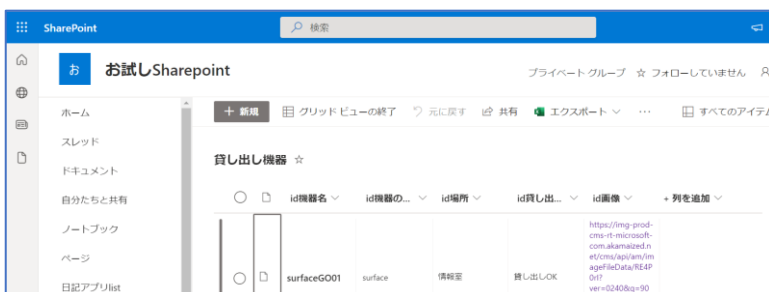 SharePoint
検索
お
お試しSharepoint
プライベート グループ ☆ フォローしていません
ホーム
スレッド
ドキュメント
自分たちと共有
ノートブック
ページ
日記アプリlist
+ 新規
グリッド ビューの終了
元に戻す
共有
エクスポート
···
すべてのアイテム
貸し出し機器 ☆
id機器名
id機器の...
id場所
id貸し出...
id画像
+ 列を追加
surfaceGO01
surface
情報室
貸し出しOK
https://img-prod-
cms-rt-microsoft-
com.akamaized.n
et/cms/api/am/im
ageFileData/RE4P
0rl?
ver=0240&q=90